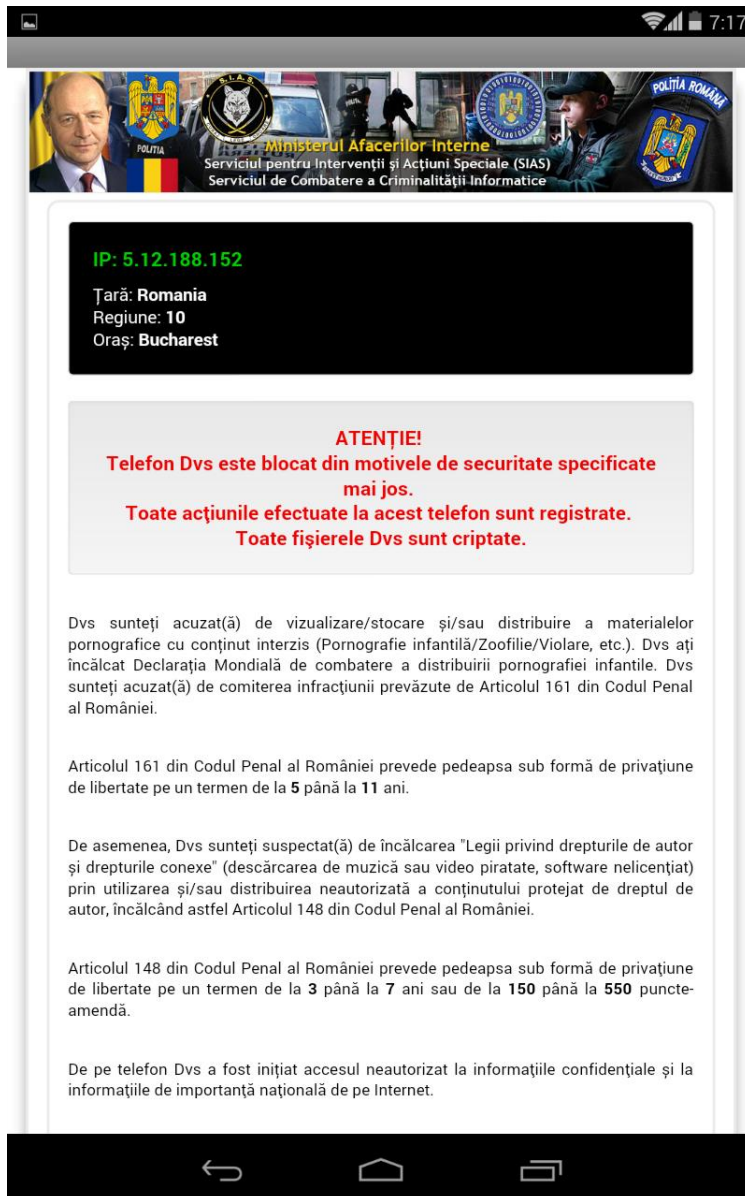 7:17
S.I.A.S.
POLITIA
POLIȚIA ROMÂNĂ
Ministerul Afacerilor Interne
Serviciul pentru Intervenții și Acțiuni Speciale (SIAS)
Serviciul de Combatere a Criminalității Informatice
IP: 5.12.188.152
Țară: Romania
Regiune: 10
Oraș: Bucharest
ATENȚIE!
Telefon Dvs este blocat din motivele de securitate specificate
mai jos.
Toate acţiunile efectuate la acest telefon sunt registrate.
Toate fişierele Dvs sunt criptate.
Dvs sunteți acuzat(ă) de vizualizare/stocare și/sau distribuire a materialelor
pornografice cu conținut interzis (Pornografie infantilă/Zoofilie/Violare, etc.). Dvs ați
încălcat Declarația Mondială de combatere a distribuirii pornografiei infantile. Dvs
sunteți acuzat(ă) de comiterea infracţiunii prevăzute de Articolul 161 din Codul Penal
al României.
Articolul 161 din Codul Penal al României prevede pedeapsa sub formă de privaţiune
de libertate pe un termen de la 5 până la 11 ani.
De asemenea, Dvs sunteți suspectat(ă) de încălcarea "Legii privind drepturile de autor
și drepturile conexe" (descărcarea de muzică sau video piratate, software nelicențiat)
prin utilizarea și/sau distribuirea neautorizată a conținutului protejat de dreptul de
autor, încălcând astfel Articolul 148 din Codul Penal al României.
Articolul 148 din Codul Penal al României prevede pedeapsa sub formă de privaţiune
de libertate pe un termen de la 3 până la 7 ani sau de la 150 până la 550 puncte-
amendă.
De pe telefon Dvs a fost inițiat accesul neautorizat la informaţiile confidenţiale și la
informaţiile de importanţă naţională de pe Internet.